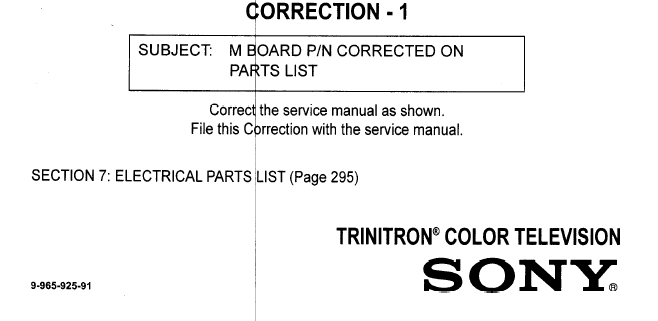 CORRECTION - 1
SUBJECT: M BOARD P/N CORRECTED ON
PARTS LIST
Correct the service manual as shown.
File this Correction with the service manual.
SECTION 7: ELECTRICAL PARTS LIST (Page 295)
TRINITRON® COLOR TELEVISION
9-965-925-91
SONY®